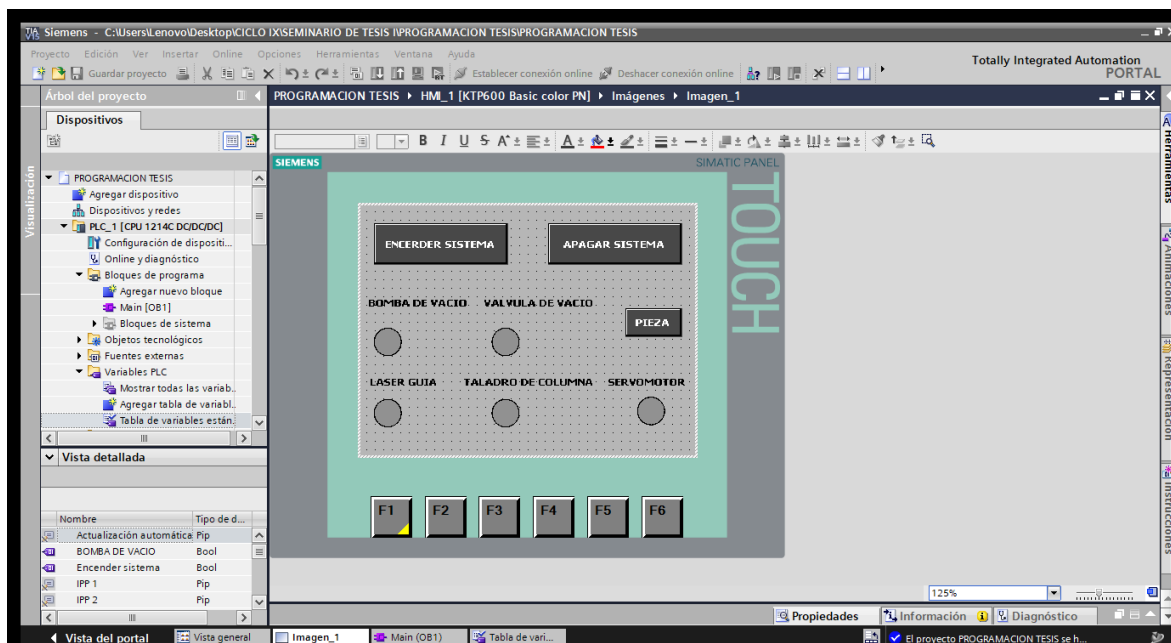 Siemens - C:\Users\Lenovo\Desktop\CICLO IX\SEMINARIO DE TESIS I\PROGRAMACION TESIS\PROGRAMACION TESIS
Proyecto Edición Ver Insertar Online Opciones Herramientas Ventana Ayuda
Guardar proyecto
Establecer conexión online
Deshacer conexión online
Totally Integrated Automation
PORTAL
Árbol del proyecto
PROGRAMACION TESIS HMI_1 [KTP600 Basic color PN] Imágenes Imagen_1
Dispositivos
Visualización
PROGRAMACION TESIS
Agregar dispositivo
Dispositivos y redes
PLC_1 [CPU 1214C DC/DC/DC]
Configuración de dispositi...
Online y diagnóstico
Bloques de programa
Agregar nuevo bloque
Main [OB1]
Bloques de sistema
Objetos tecnológicos
Fuentes externas
Variables PLC
Mostrar todas las variab..
Agregar tabla de variabl..
Tabla de variables están.
Vista detallada
Nombre Tipo de d...
Actualización automática Pip
BOMBA DE VACIO Bool
Encender sistema Bool
IPP 1 Pip
IPP 2 Pip
B I U S
SIEMENS
SIMATIC PANEL
TOUCH
ENCERDER SISTEMA
APAGAR SISTEMA
BOMBA DE VACIO
VALVULA DE VACIO
PIEZA
LASER GUIA
TALADRO DE COLUMNA
SERVOMOTOR
F1 F2 F3 F4 F5 F6
125%
Herramientas
Animaciones
Representación
Instrucciones
Propiedades
Información
Diagnóstico
Vista del portal
Vista general
Imagen_1
Main (OB1)
Tabla de vari...
El proyecto PROGRAMACION TESIS se h...